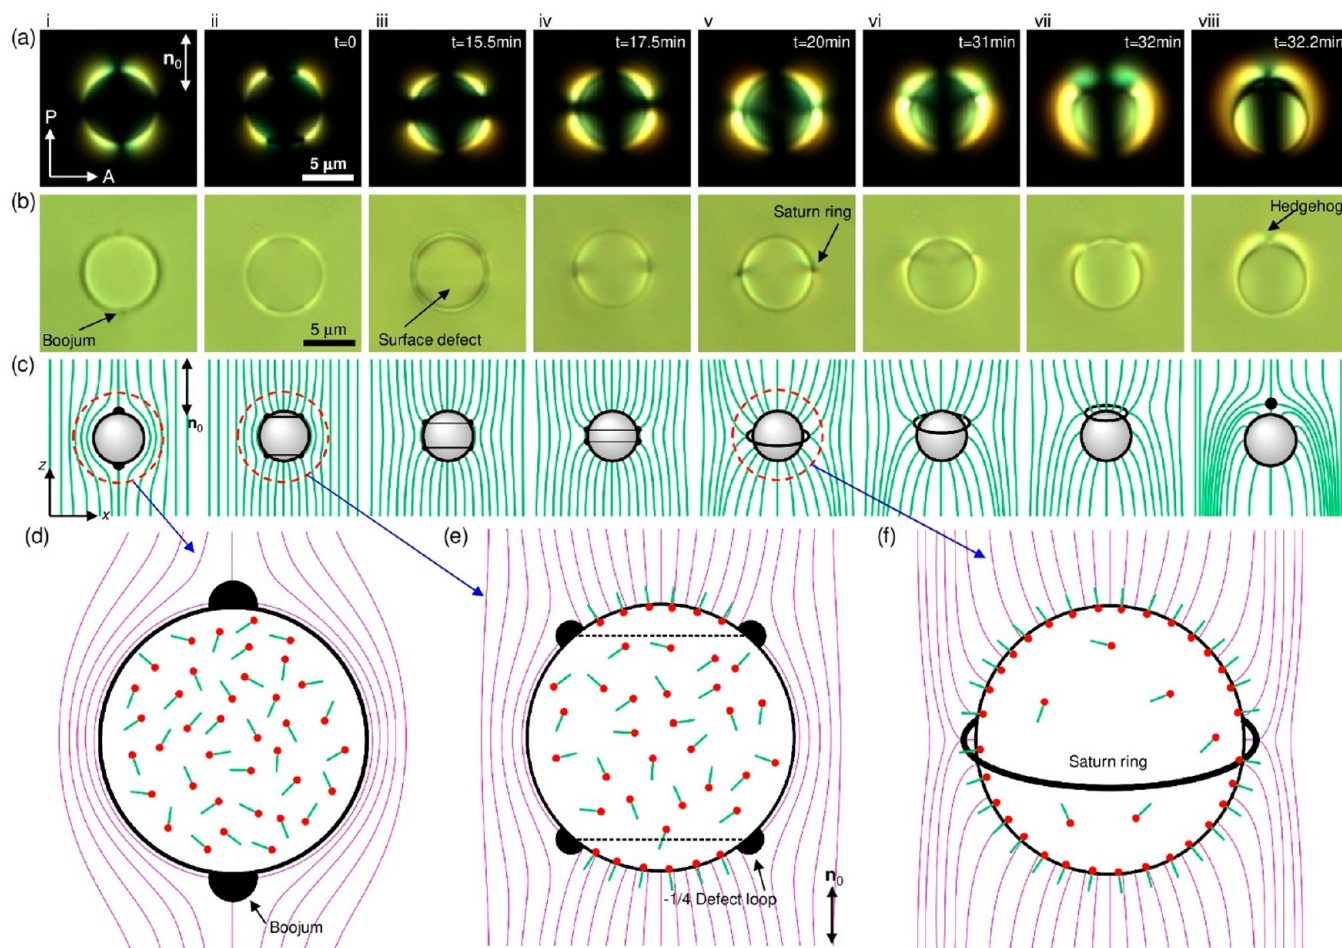 i ii iii iv v vi vii viii
(a) n0 t=0 t=15.5min t=17.5min t=20min t=31min t=32min t=32.2min
P
A
5 μm
(b) Saturn ring Hedgehog
Boojum 5 μm Surface defect
(c)
n0
z
x
(d) (e) (f)
Saturn ring
n0
-1/4 Defect loop
Boojum